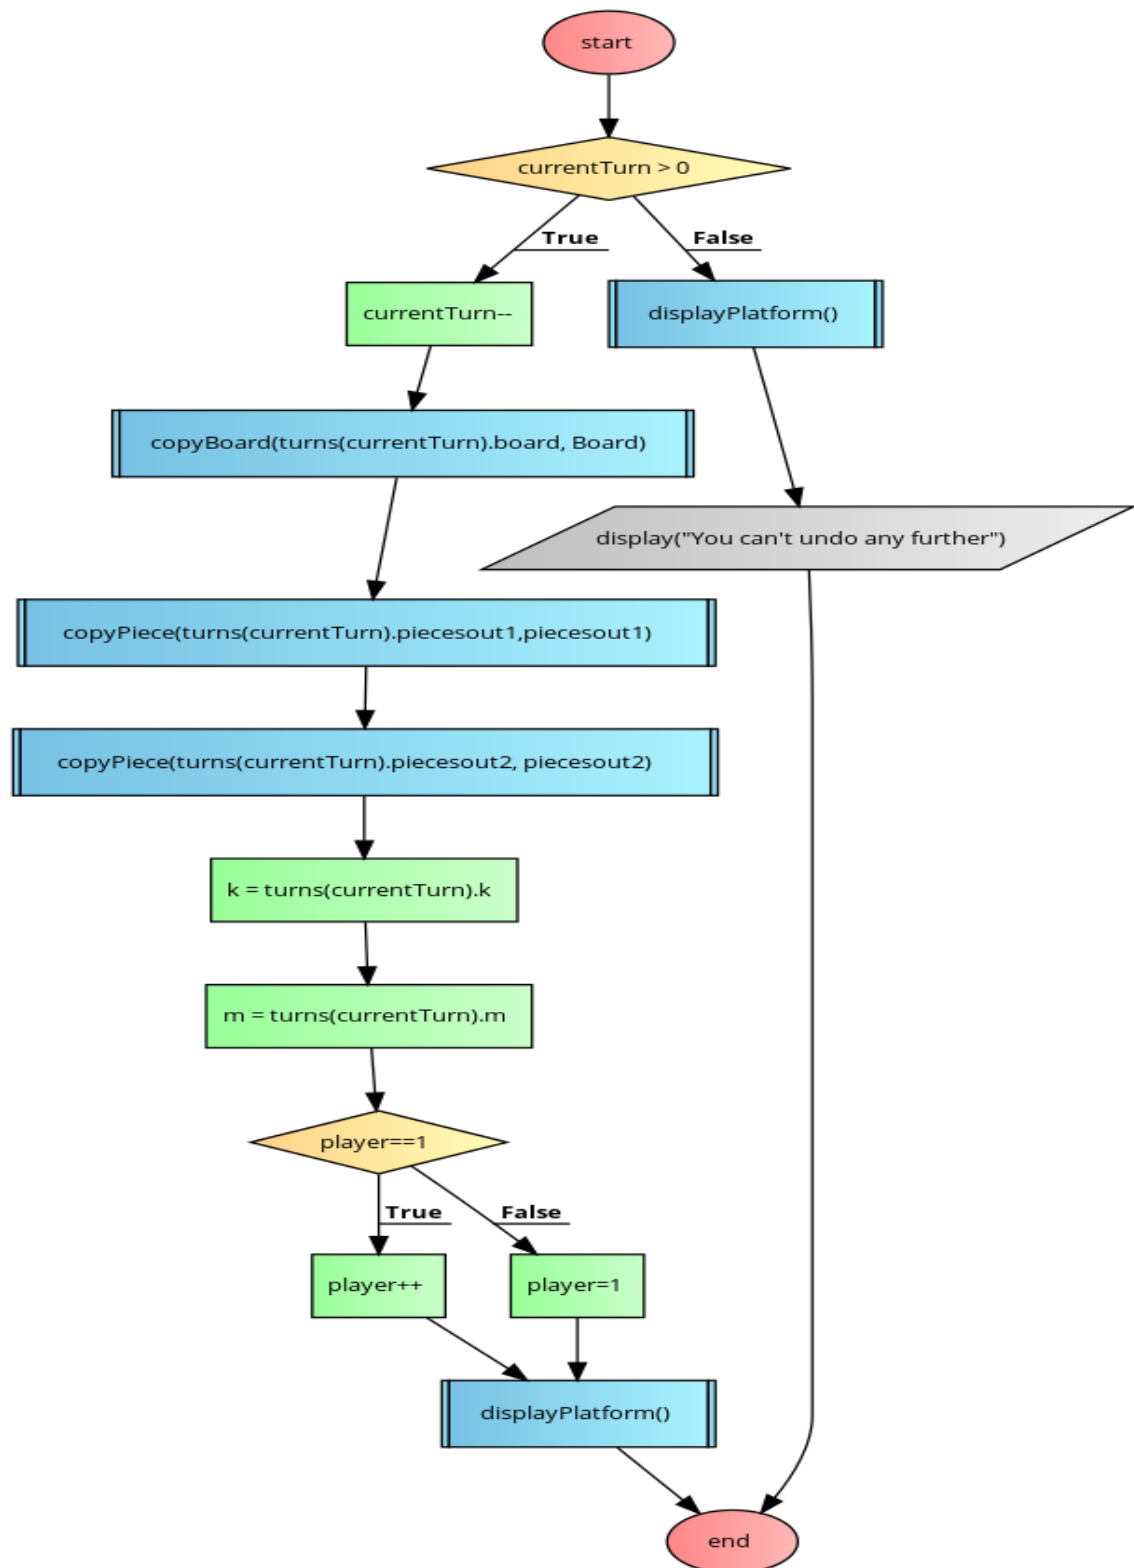 start
currentTurn > 0
True
False
currentTurn--
displayPlatform()
copyBoard(turns(currentTurn).board, Board)
display("You can't undo any further")
copyPiece(turns(currentTurn).piecesout1,piecesout1)
copyPiece(turns(currentTurn).piecesout2, piecesout2)
k = turns(currentTurn).k
m = turns(currentTurn).m
player==1
True
False
player++
player=1
displayPlatform()
end